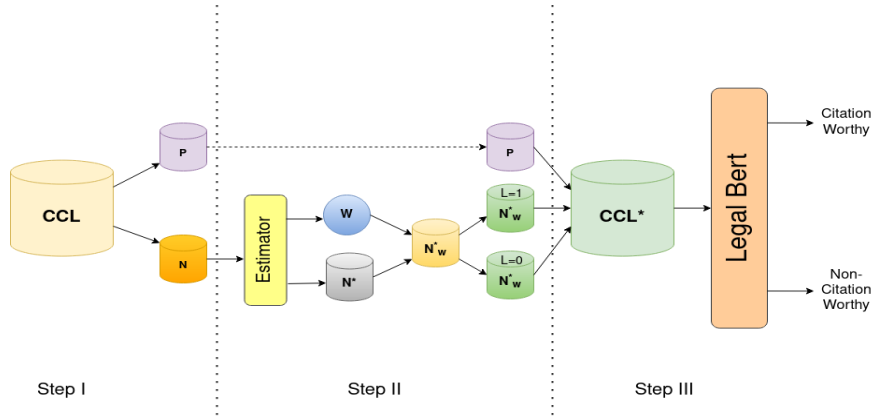 CCL
P
N
Estimator
W
N*
N*w
P
L=1
N*w
L=0
N*w
CCL*
Legal Bert
Citation
Worthy
Non-
Citation
Worthy
Step I
Step II
Step III